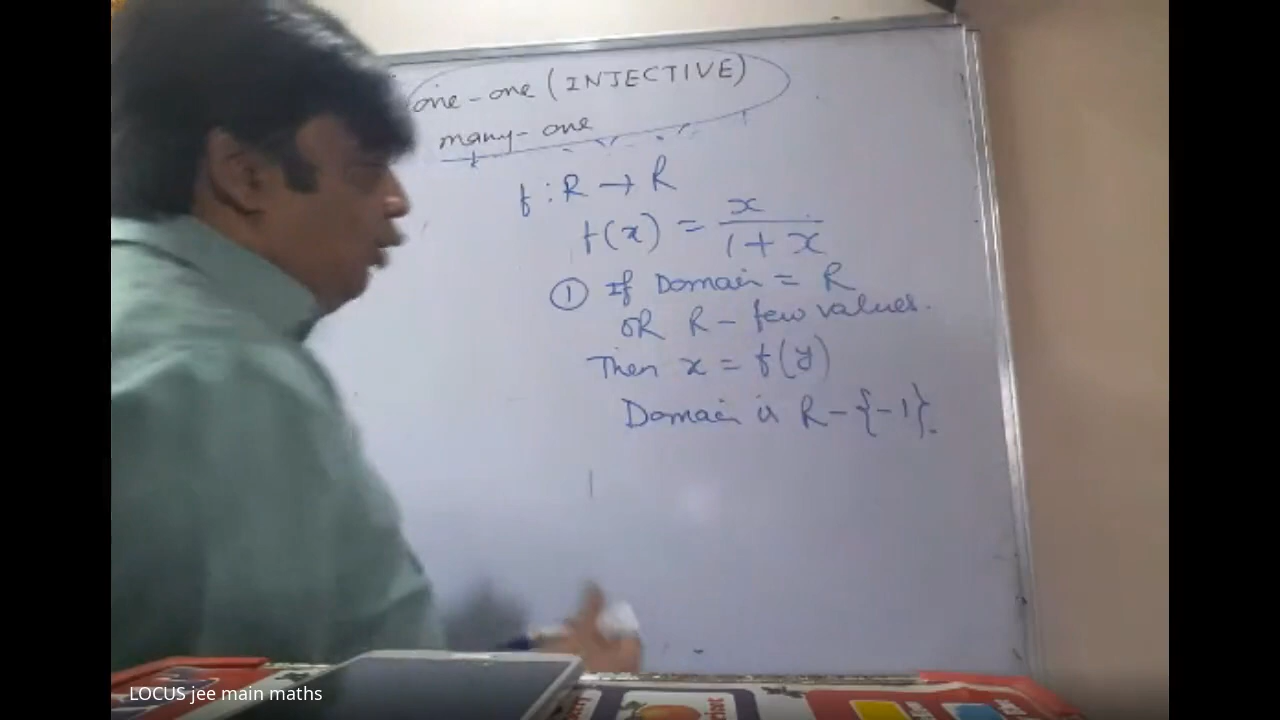 one-one (INJECTIVE)
many-one
f : R → R
f(x) = x / 1 + x
① If Domain = R
OR R - few values.
Then x = f(y)
Domain is R - {-1}.
LOCUS jee main maths